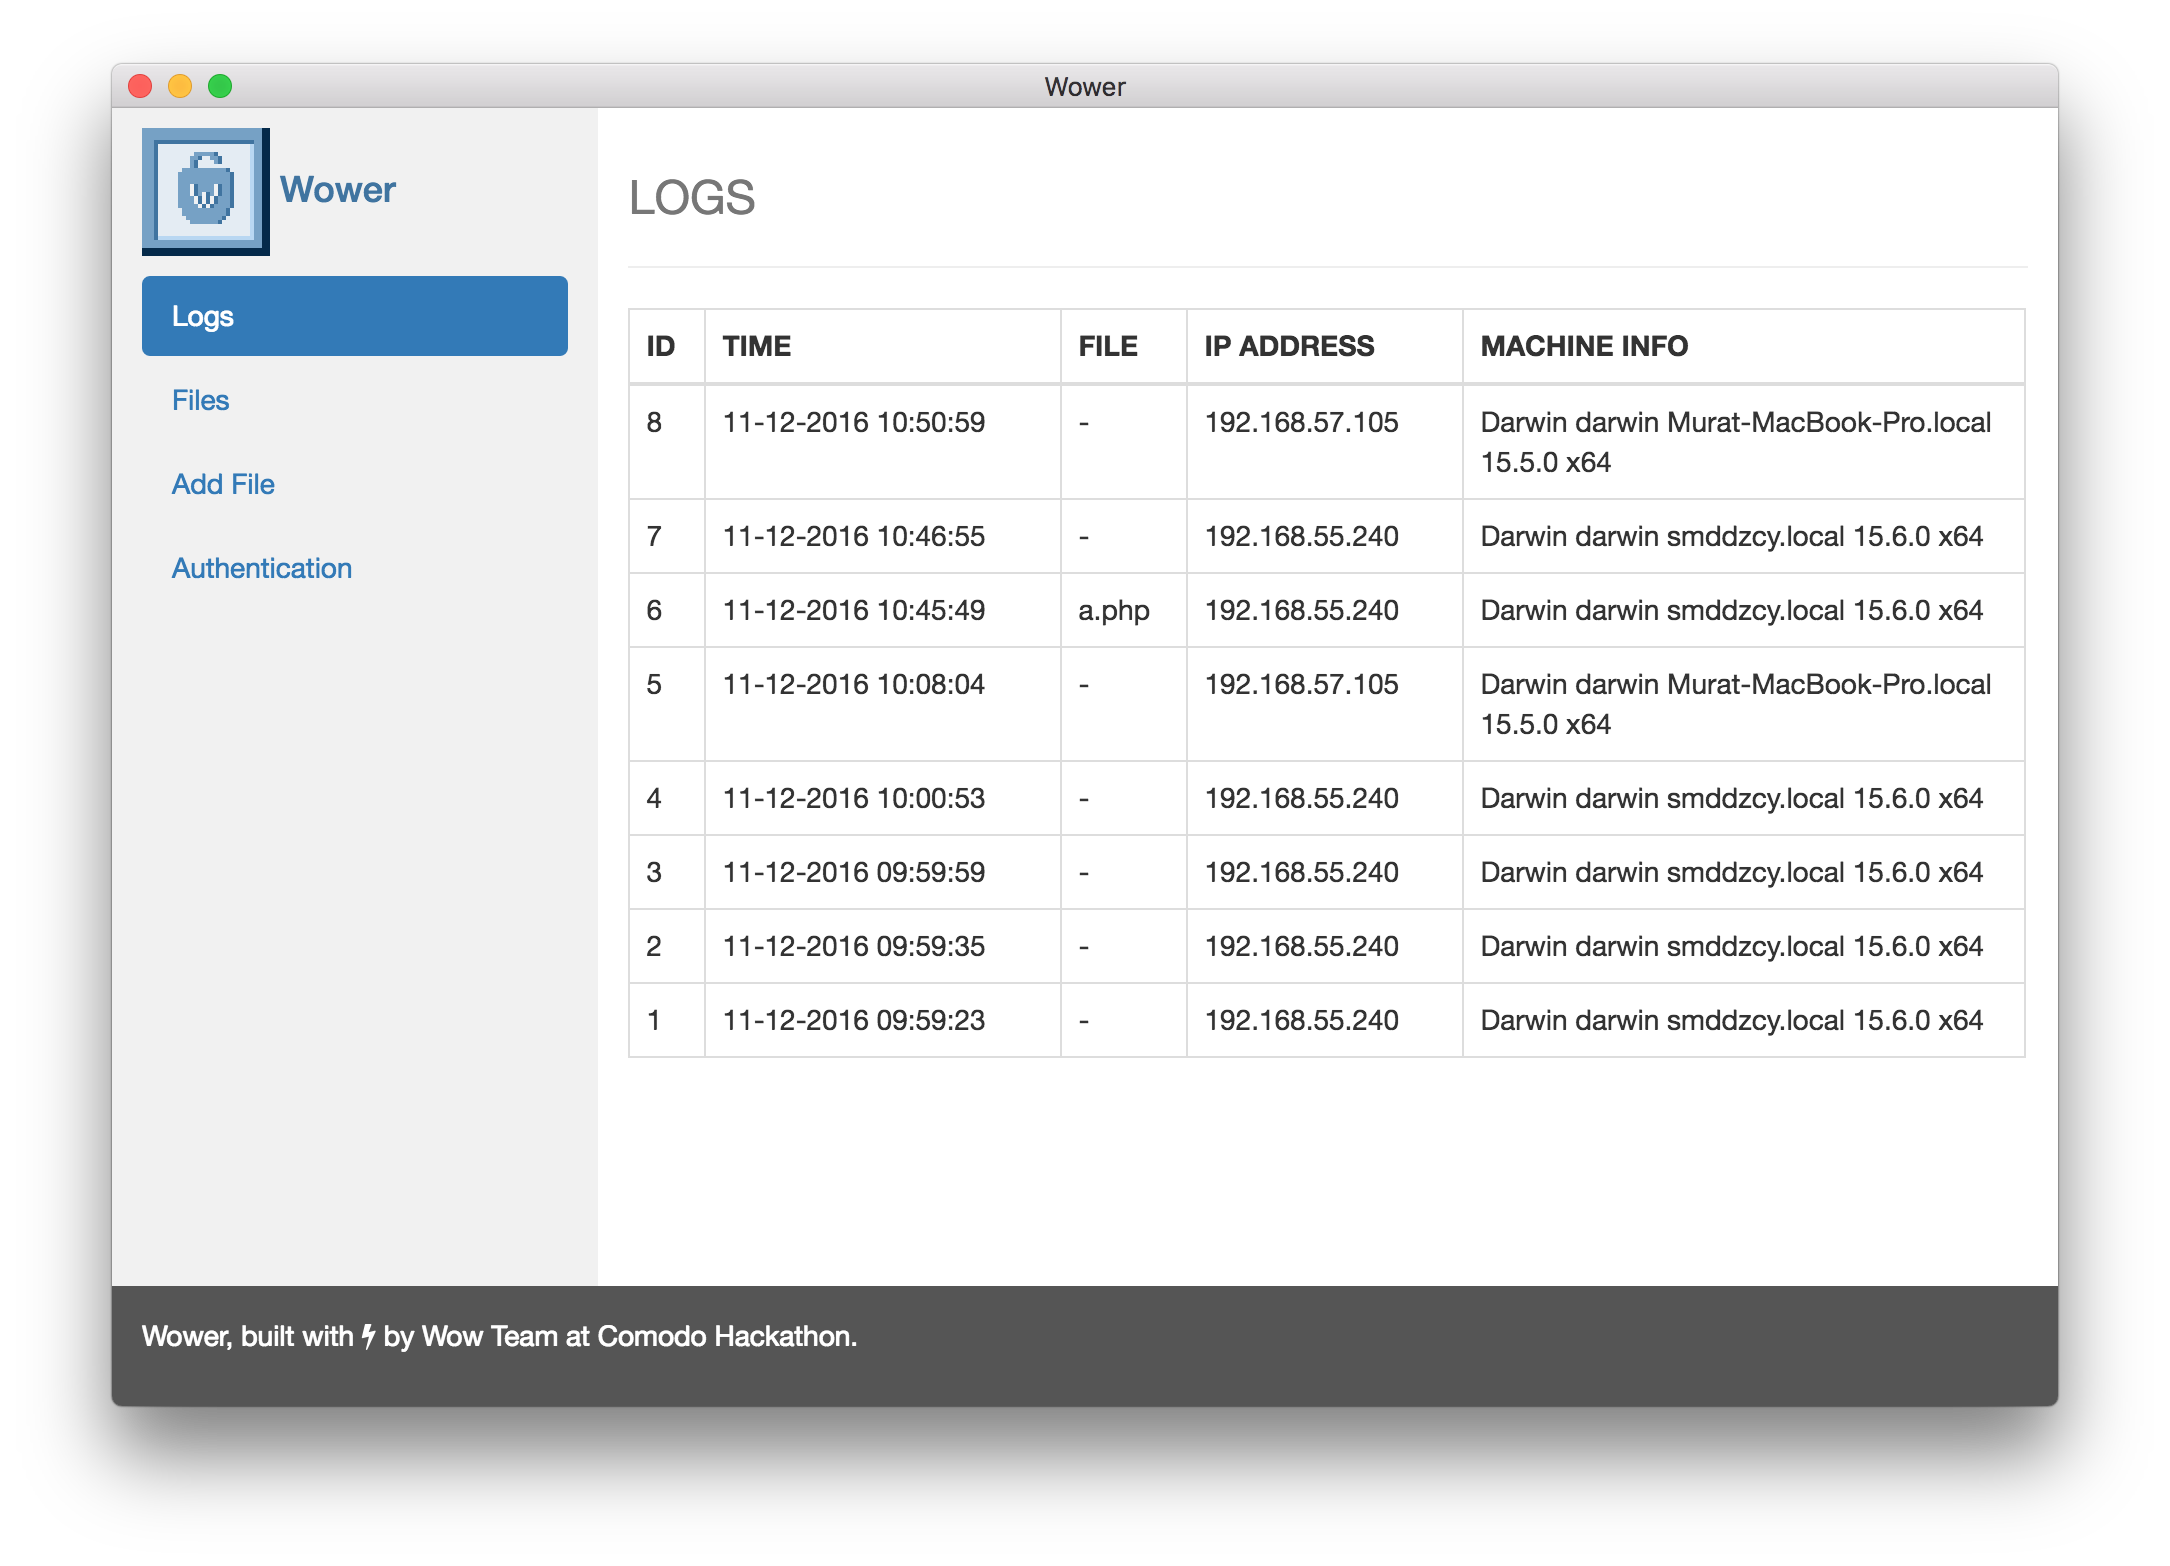 Wower
Wower
Logs
Files
Add File
Authentication
LOGS
ID TIME FILE IP ADDRESS MACHINE INFO
8 11-12-2016 10:50:59 - 192.168.57.105 Darwin darwin Murat-MacBook-Pro.local
15.5.0 x64
7 11-12-2016 10:46:55 - 192.168.55.240 Darwin darwin smddzcy.local 15.6.0 x64
6 11-12-2016 10:45:49 a.php 192.168.55.240 Darwin darwin smddzcy.local 15.6.0 x64
5 11-12-2016 10:08:04 - 192.168.57.105 Darwin darwin Murat-MacBook-Pro.local
15.5.0 x64
4 11-12-2016 10:00:53 - 192.168.55.240 Darwin darwin smddzcy.local 15.6.0 x64
3 11-12-2016 09:59:59 - 192.168.55.240 Darwin darwin smddzcy.local 15.6.0 x64
2 11-12-2016 09:59:35 - 192.168.55.240 Darwin darwin smddzcy.local 15.6.0 x64
1 11-12-2016 09:59:23 - 192.168.55.240 Darwin darwin smddzcy.local 15.6.0 x64
Wower, built with by Wow Team at Comodo Hackathon.